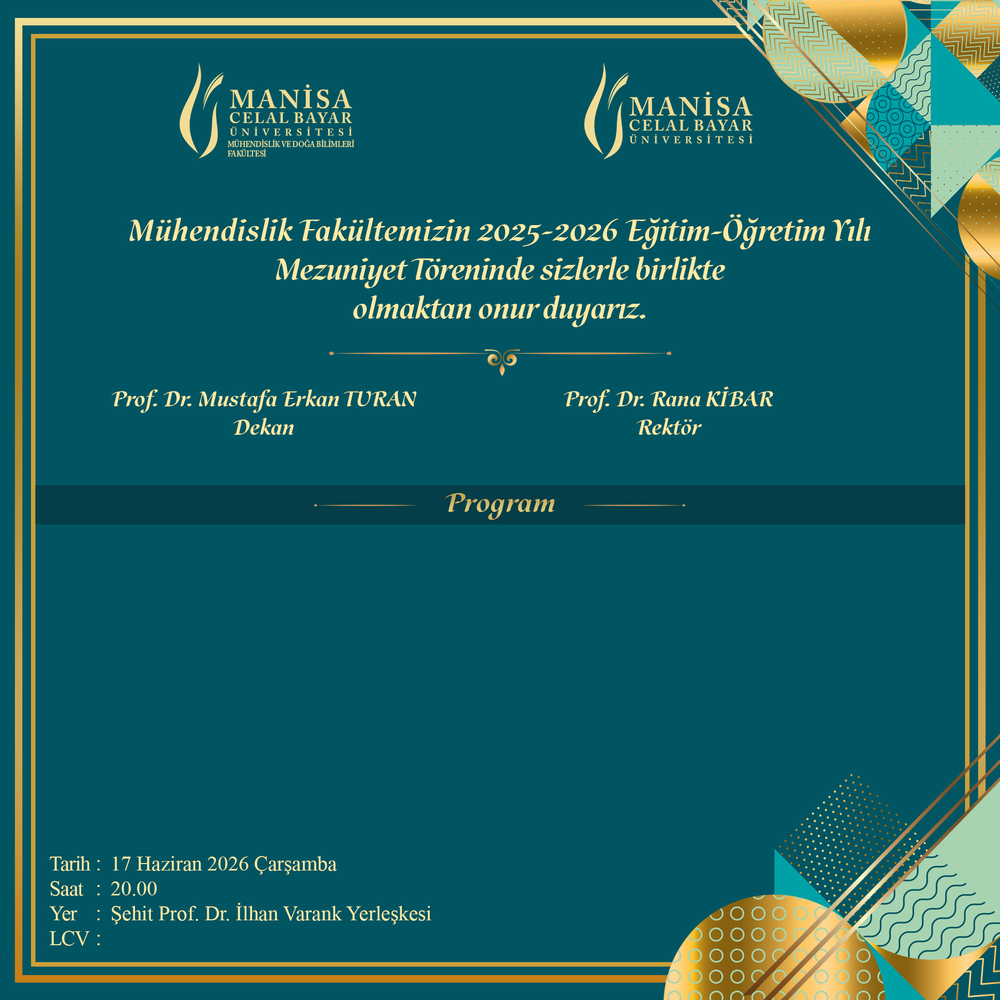 MANİSA
CELAL BAYAR
ÜNİVERSİTESİ
MÜHENDİSLİK VE DOĞA BİLİMLERİ
FAKÜLTESİ
MANİSA
CELAL BAYAR
ÜNİVERSİTESİ
Mühendislik Fakültemizin 2025-2026 Eğitim-Öğretim Yılı
Mezuniyet Töreninde sizlerle birlikte
olmaktan onur duyarız.
Prof. Dr. Mustafa Erkan TURAN
Dekan
Prof. Dr. Rana KİBAR
Rektör
Program
Tarih : 17 Haziran 2026 Çarşamba
Saat : 20.00
Yer : Şehit Prof. Dr. İlhan Varank Yerleşkesi
LCV :